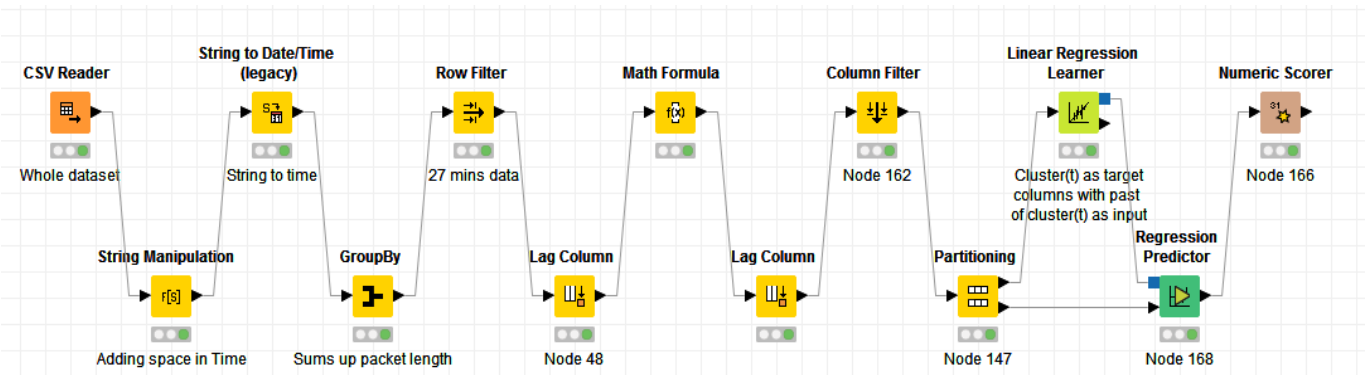 CSV Reader
Whole dataset
String Manipulation
F[S]
Adding space in Time
String to Date/Time
(legacy)
S
String to time
GroupBy
Sums up packet length
Row Filter
27 mins data
Lag Column
Node 48
Math Formula
f(x)
Lag Column
Column Filter
Node 162
Partitioning
Node 147
Linear Regression
Learner
Cluster(t) as target
columns with past
of cluster(t) as input
Regression
Predictor
Node 168
Numeric Scorer
Node 166